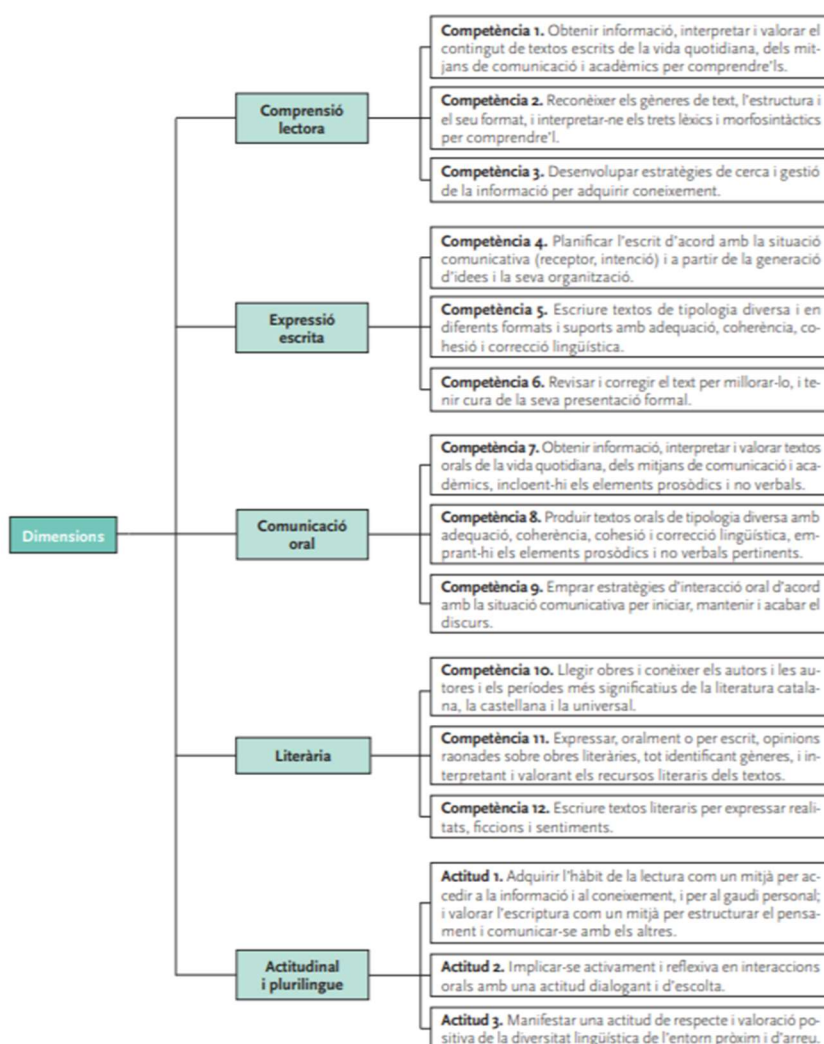 Competència 1. Obtenir informació, interpretar i valorar el
contingut de textos escrits de la vida quotidiana, dels mit-
jans de comunicació i acadèmics per comprendre'ls.
Comprensió
lectora
Competència 2. Reconèixer els gèneres de text, l'estructura i
el seu format, i interpretar-ne els trets lèxics i morfosintàctics
per comprendre'l.
Competència 3. Desenvolupar estratègies de cerca i gestió
de la informació per adquirir coneixement.
Competència 4. Planificar l'escrit d'acord amb la situació
comunicativa (receptor, intenció) i a partir de la generació
d'idees i la seva organització.
Expressió
escrita
Competència 5. Escriure textos de tipologia diversa i en
diferents formats i suports amb adequació, coherència, co-
hesió i correcció lingüística.
Competència 6. Revisar i corregir el text per millorar-lo, i te-
nir cura de la seva presentació formal.
Competència 7. Obtenir informació, interpretar i valorar textos
orals de la vida quotidiana, dels mitjans de comunicació i aca-
dèmics, incloent-hi els elements prosòdics i no verbals.
Dimensions
Comunicació
oral
Competència 8. Produir textos orals de tipologia diversa amb
adequació, coherència, cohesió i correcció lingüística, em-
prant-hi els elements prosòdics i no verbals pertinents.
Competència 9. Emprar estratègies d'interacció oral d'acord
amb la situació comunicativa per iniciar, mantenir i acabar el
discurs.
Competència 10. Llegir obres i conèixer els autors i les au-
tores i els períodes més significatius de la literatura catala-
na, la castellana i la universal.
Literària
Competència 11. Expressar, oralment o per escrit, opinions
raonades sobre obres literàries, tot identificant gèneres, i in-
terpretant i valorant els recursos literaris dels textos.
Competència 12. Escriure textos literaris per expressar reali-
tats, ficcions i sentiments.
Actitud 1. Adquirir l'hàbit de la lectura com un mitjà per ac-
cedir a la informació i al coneixement, i per al gaudi personal;
i valorar l'escriptura com un mitjà per estructurar el pensa-
ment i comunicar-se amb els altres.
Actitudinal
i plurilingüe
Actitud 2. Implicar-se activament i reflexiva en interaccions
orals amb una actitud dialogant i d'escolta.
Actitud 3. Manifestar una actitud de respecte i valoració po-
sitiva de la diversitat lingüística de l'entorn pròxim i d'arreu.